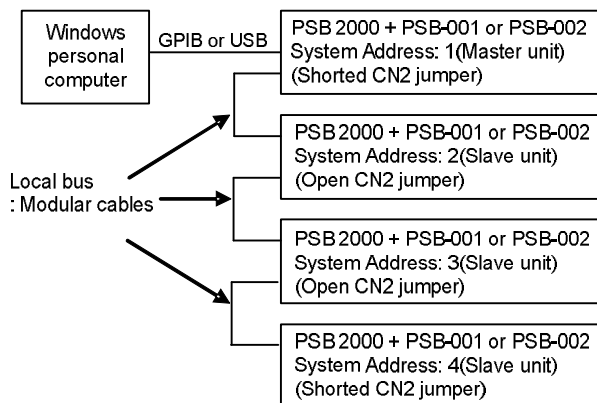 Windows
personal
computer
GPIB or USB
PSB 2000 + PSB-001 or PSB-002
System Address: 1(Master unit)
(Shorted CN2 jumper)
PSB 2000 + PSB-001 or PSB-002
System Address: 2(Slave unit)
(Open CN2 jumper)
Local bus
: Modular cables
PSB 2000 + PSB-001 or PSB-002
System Address: 3(Slave unit)
(Open CN2 jumper)
PSB 2000 + PSB-001 or PSB-002
System Address: 4(Slave unit)
(Shorted CN2 jumper)